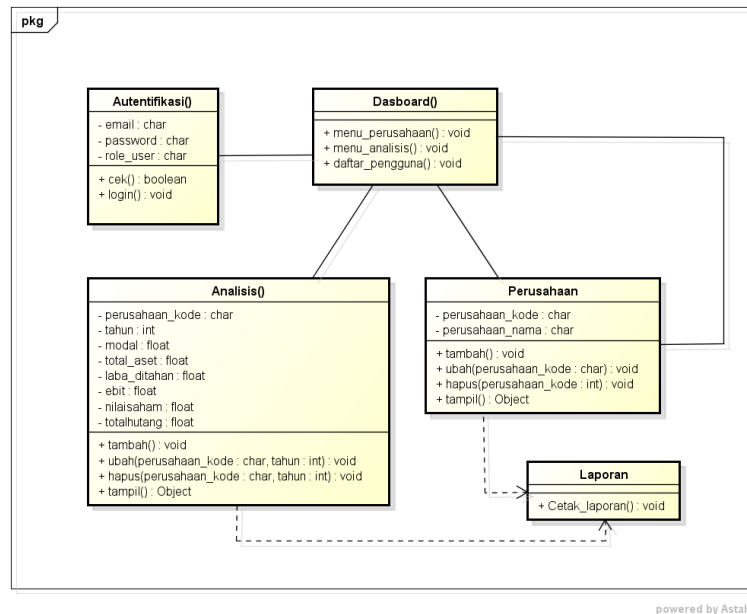 pkg
Autentifikasi()
- email : char
- password : char
- role_user : char
+ cek() : boolean
+ login() : void
Dasboard()
+ menu_perusahaan() : void
+ menu_analisis() : void
+ daftar_pengguna() : void
Analisis()
- perusahaan_kode : char
- tahun : int
- modal : float
- total_aset : float
- laba_ditahan : float
- ebit : float
- nilaisaham : float
- totalhutang : float
+ tambah() : void
+ ubah(perusahaan_kode : char, tahun : int) : void
+ hapus(perusahaan_kode : char, tahun : int) : void
+ tampil() : Object
Perusahaan
- perusahaan_kode : char
- perusahaan_nama : char
+ tambah() : void
+ ubah(perusahaan_kode : char) : void
+ hapus(perusahaan_kode : int) : void
+ tampil() : Object
Laporan
+ Cetak_laporan() : void
powered by Astah